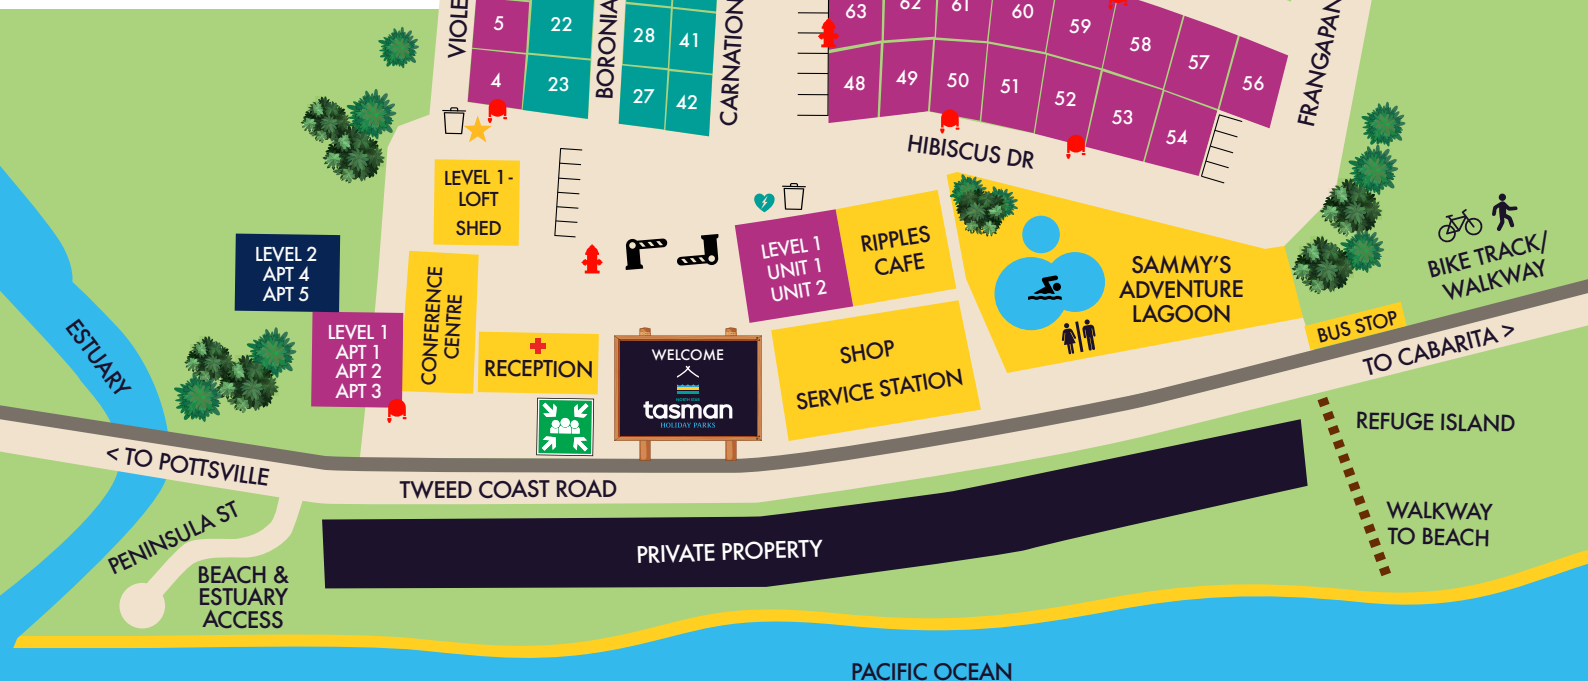 VIOLE
5
22
BORONIA
28
41
CARNATION
4
23
27
42
63
62
61
60
59
58
57
56
FRANGAPAN
48
49
50
51
52
53
54
HIBISCUS DR
LEVEL 1 -
LOFT
SHED
LEVEL 2
APT 4
APT 5
LEVEL 1
APT 1
APT 2
APT 3
CONFERENCE
CENTRE
RECEPTION
WELCOME
NORTH STAR
tasman
HOLIDAY PARKS
LEVEL 1
UNIT 1
UNIT 2
RIPPLES
CAFE
SHOP
SERVICE STATION
SAMMY'S
ADVENTURE
LAGOON
BIKE TRACK/
WALKWAY
BUS STOP
TO CABARITA >
ESTUARY
< TO POTTSVILLE
TWEED COAST ROAD
REFUGE ISLAND
WALKWAY
TO BEACH
PRIVATE PROPERTY
PENINSULA ST
BEACH &
ESTUARY
ACCESS
PACIFIC OCEAN